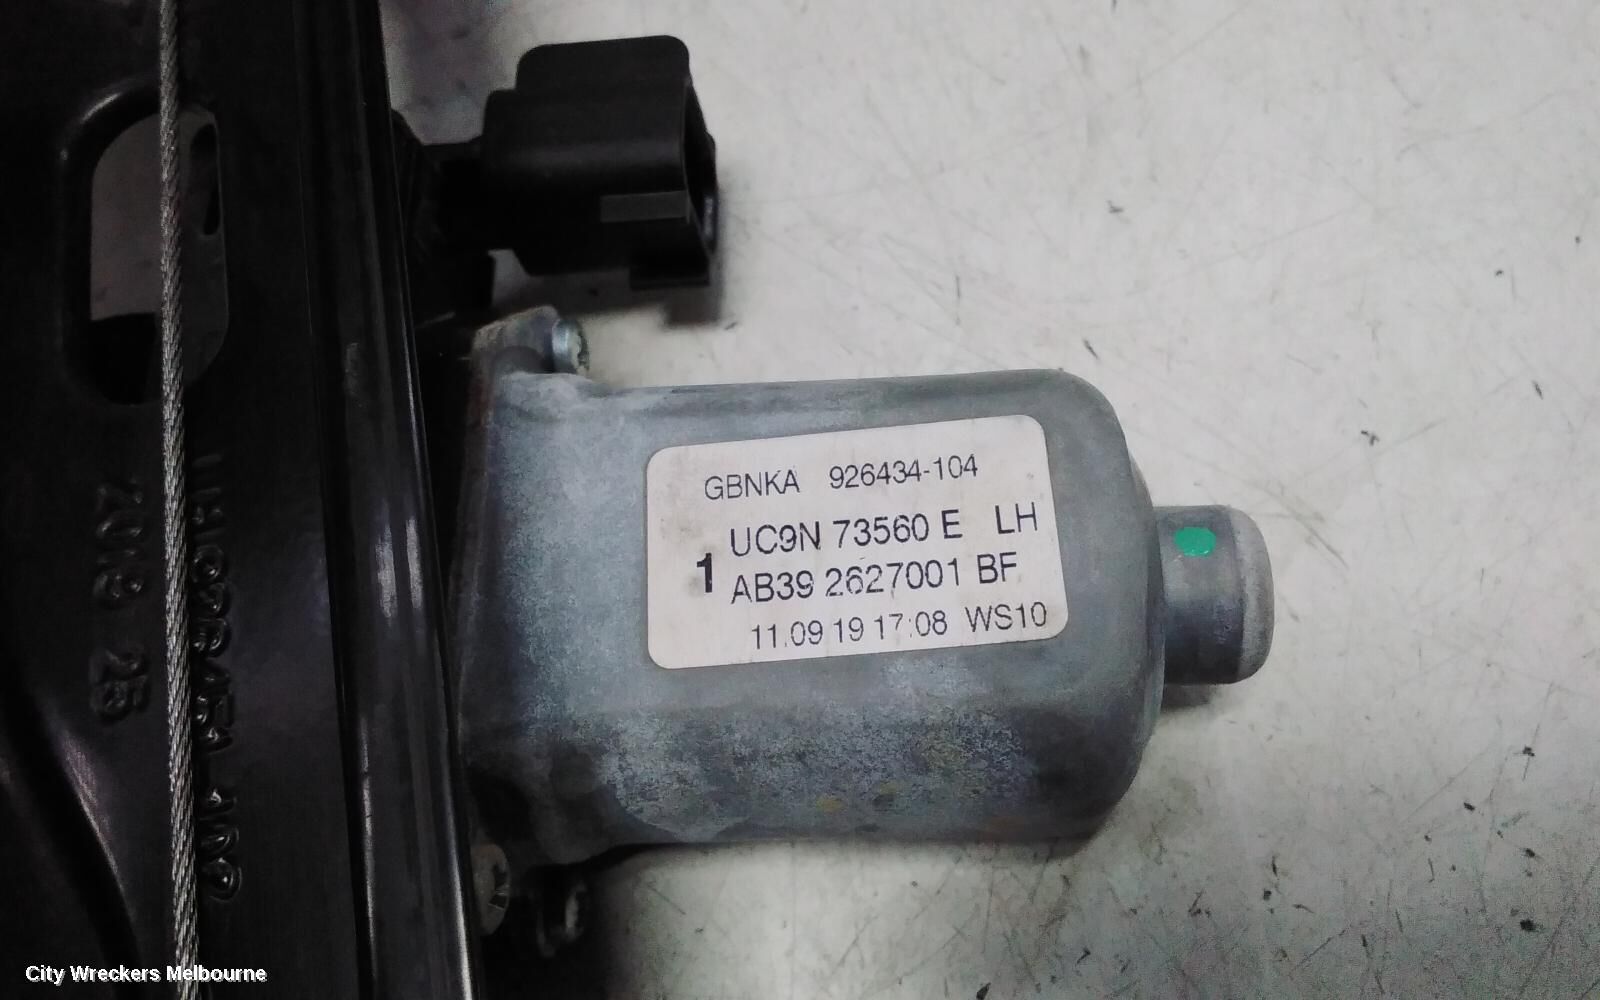 GBNKA 926434-104
UC9N 73560 E LH
1 AB39 2627001 BF
11.09 19 17:08 WS10
City Wreckers Melbourne